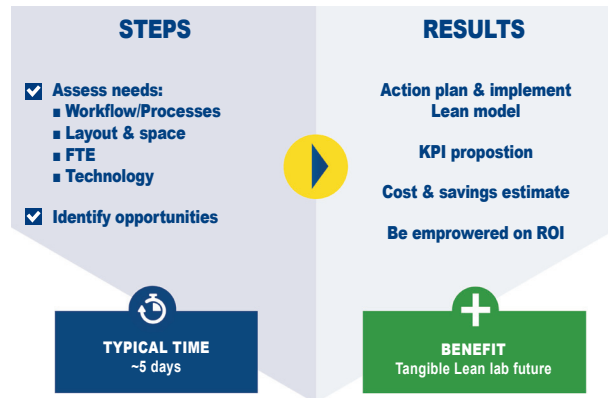 STEPS
Assess needs:
Workflow/Processes
Layout & space
FTE
Technology
Identify opportunities
TYPICAL TIME
~5 days
RESULTS
Action plan & implement
Lean model
KPI propostion
Cost & savings estimate
Be emprowered on ROI
BENEFIT
Tangible Lean lab future